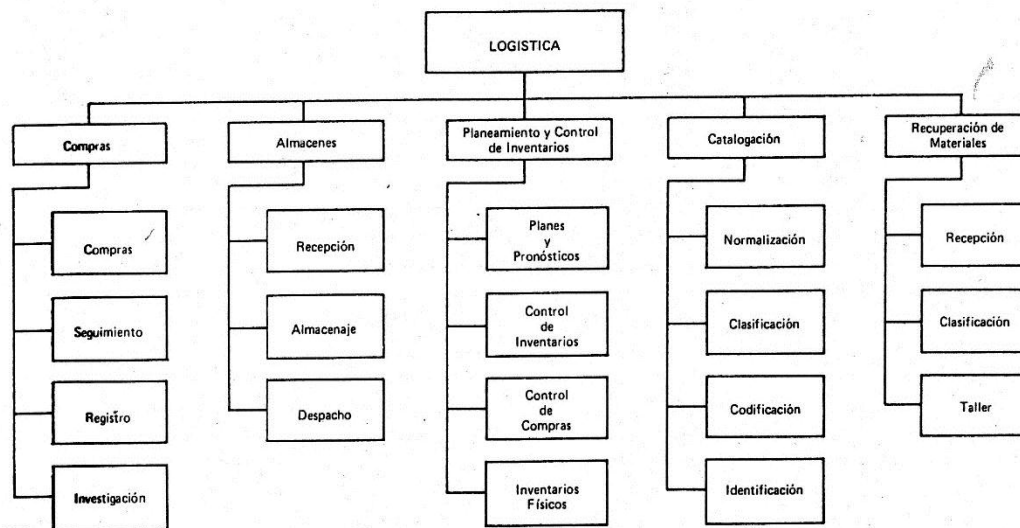 LOGISTICA
Compras
Almacenes
Planeamiento y Control
de Inventarios
Catalogación
Recuperación de
Materiales
Compras
Seguimiento
Registro
Investigación
Recepción
Almacenaje
Despacho
Planes
y
Pronósticos
Control
de
Inventarios
Control
de
Compras
Inventarios
Físicos
Normalización
Clasificación
Codificación
Identificación
Recepción
Clasificación
Taller